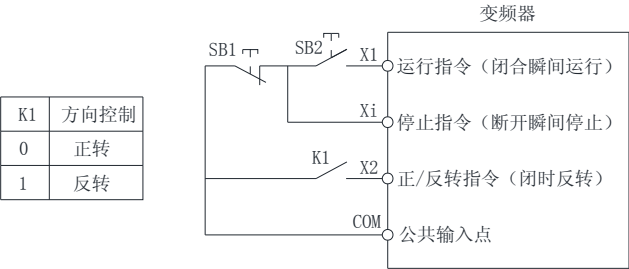 变频器
SB1
SB2
X1
运行指令（闭合瞬间运行）
Xi
停止指令（断开瞬间停止）
K1
X2
正/反转指令（闭时反转）
COM
公共输入点
K1 方向控制
0 正转
1 反转